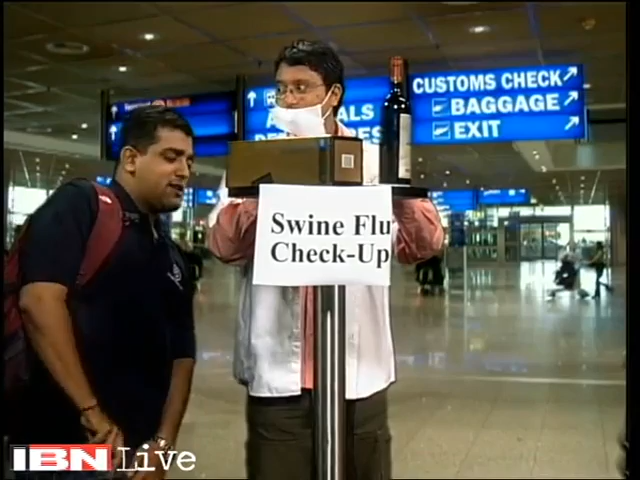 CUSTOMS CHECK
BAGGAGE
EXIT
Swine Flu
Check-Up
IBN Live